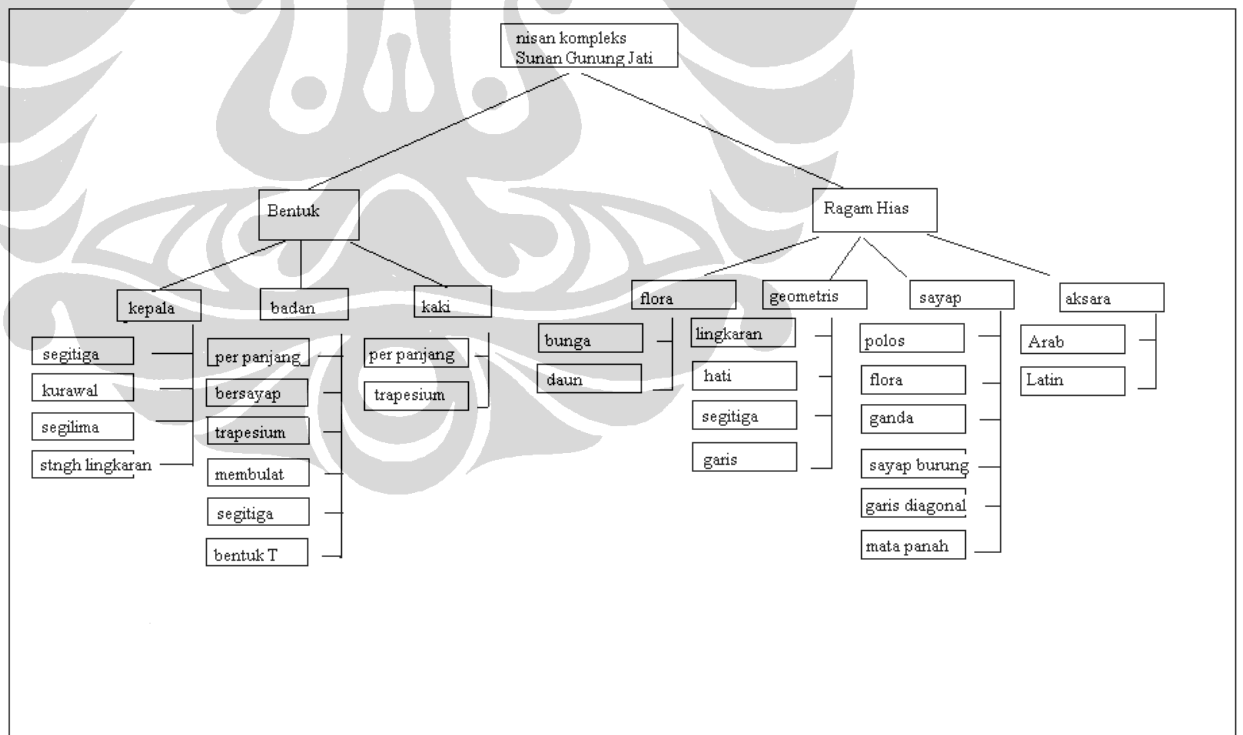 nisan kompleks
Sunan Gunung Jati
Bentuk
Ragam Hias
kepala
badan
kaki
flora
geometris
sayap
aksara
segitiga
kurawal
segilima
stngh lingkaran
per panjang
bersayap
trapesium
membulat
segitiga
bentuk T
per panjang
trapesium
bunga
daun
lingkaran
hati
segitiga
garis
polos
flora
ganda
sayap burung
garis diagonal
mata panah
Arab
Latin